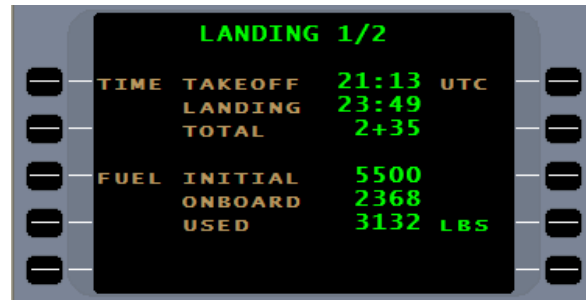 LANDING 1/2
TIME TAKEOFF 21:13 UTC
LANDING 23:49
TOTAL 2+35
FUEL INITIAL 5500
ONBOARD 2368
USED 3132 LBS